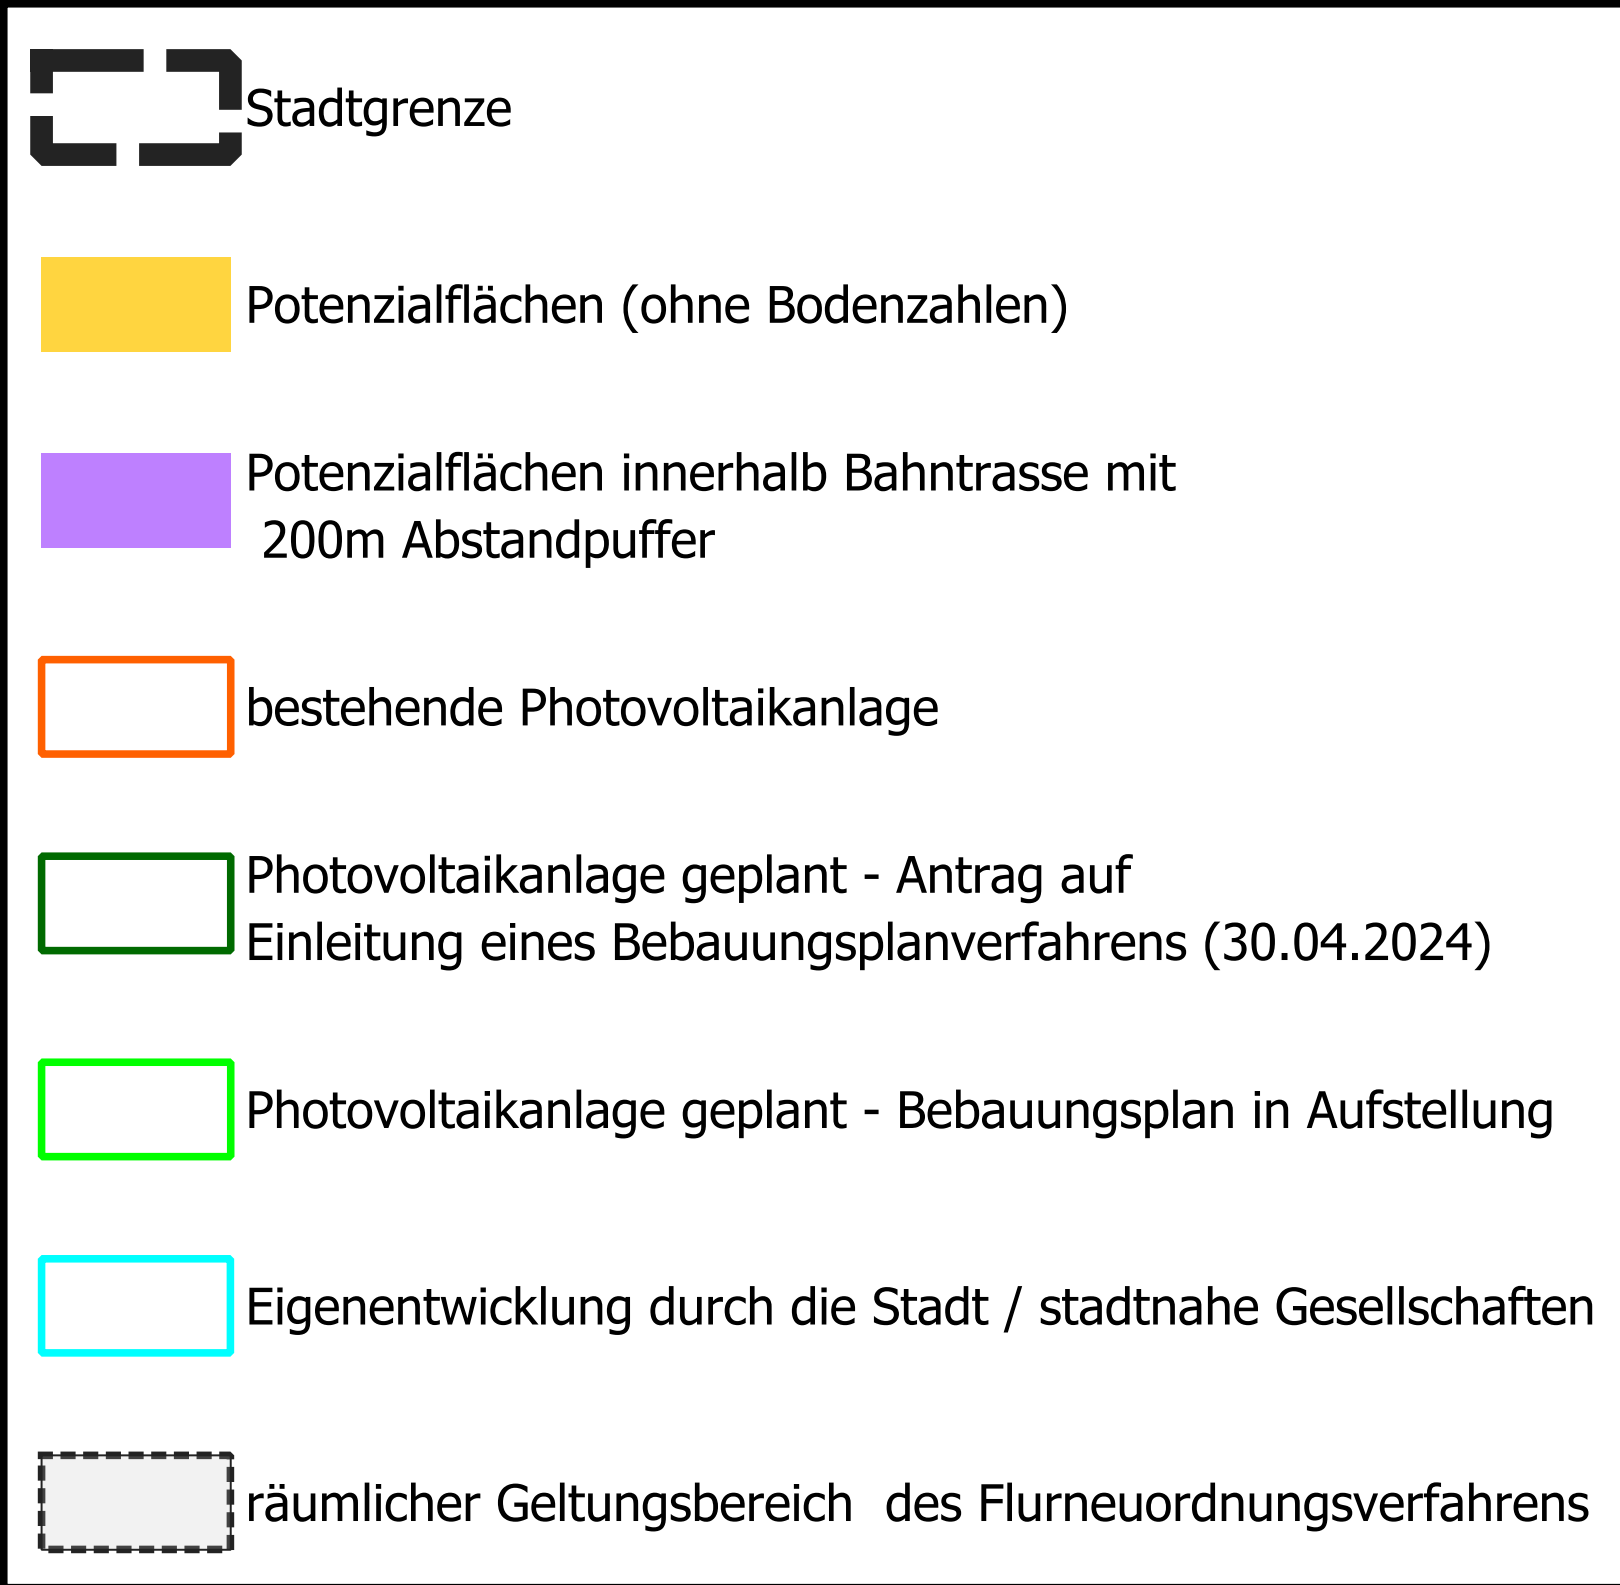 Stadtgrenze
Potenzialflächen (ohne Bodenzahlen)
Potenzialflächen innerhalb Bahntrasse mit
200m Abstandpuffer
bestehende Photovoltaikanlage
Photovoltaikanlage geplant - Antrag auf
Einleitung eines Bebauungsplanverfahrens (30.04.2024)
Photovoltaikanlage geplant - Bebauungsplan in Aufstellung
Eigenentwicklung durch die Stadt / stadtnahe Gesellschaften
räumlicher Geltungsbereich  des Flurneuordnungsverfahrens